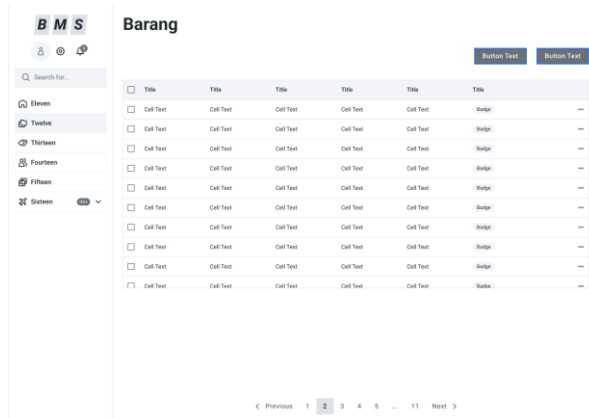 BMS
Barang
Button Text Button Text
Search for...
Eleven
Twelve
Thirteen
Fourteen
Fifteen
Sixteen 99+
Title Title Title Title Title Title
Cell Text Cell Text Cell Text Cell Text Cell Text Badge
Cell Text Cell Text Cell Text Cell Text Cell Text Badge
Cell Text Cell Text Cell Text Cell Text Cell Text Badge
Cell Text Cell Text Cell Text Cell Text Cell Text Badge
Cell Text Cell Text Cell Text Cell Text Cell Text Badge
Cell Text Cell Text Cell Text Cell Text Cell Text Badge
Cell Text Cell Text Cell Text Cell Text Cell Text Badge
Cell Text Cell Text Cell Text Cell Text Cell Text Badge
Cell Text Cell Text Cell Text Cell Text Cell Text Badge
Cell Text Cell Text Cell Text Cell Text Cell Text Badge
Previous 1 2 3 4 5 ... 11 Next